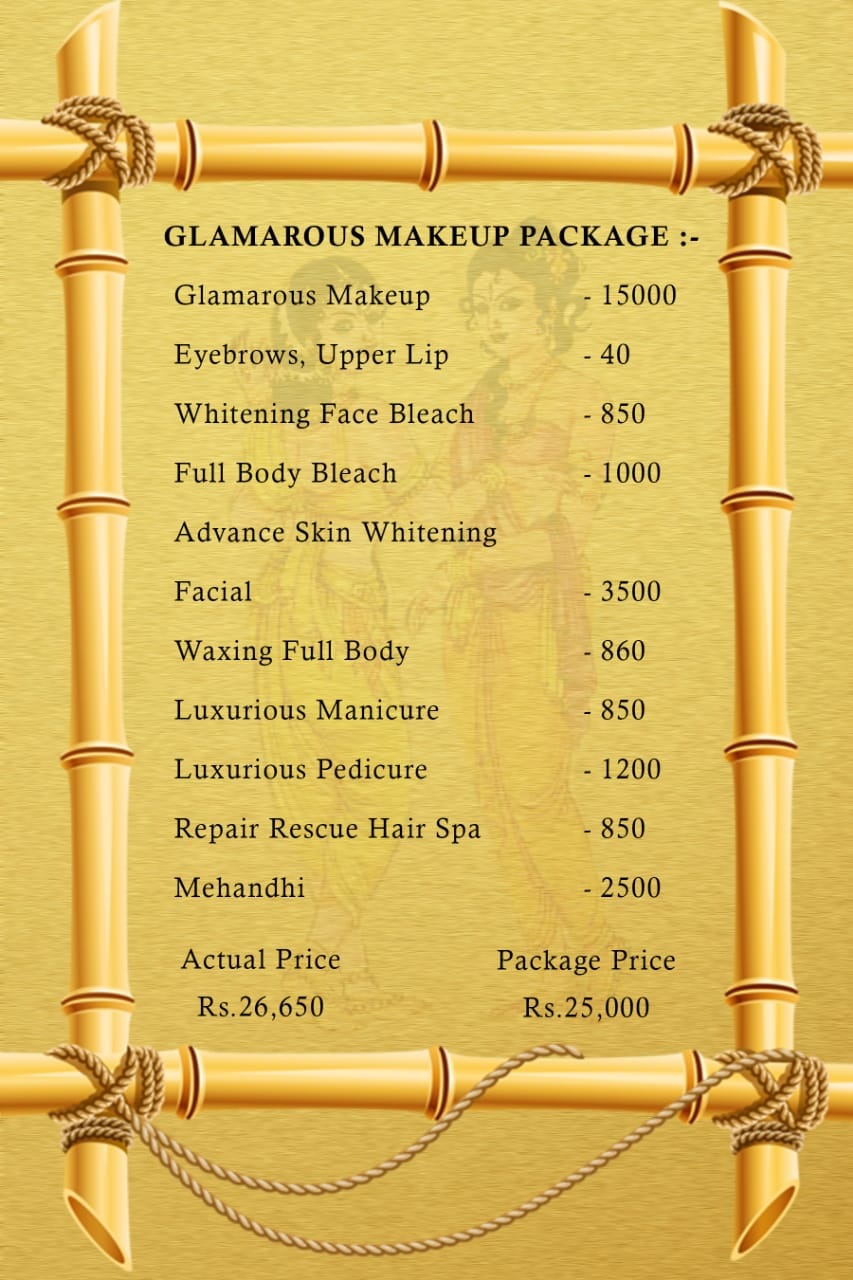 GLAMAROUS MAKEUP PACKAGE :-
Glamarous Makeup - 15000
Eyebrows, Upper Lip - 40
Whitening Face Bleach - 850
Full Body Bleach - 1000
Advance Skin Whitening
Facial - 3500
Waxing Full Body - 860
Luxurious Manicure - 850
Luxurious Pedicure - 1200
Repair Rescue Hair Spa - 850
Mehandhi - 2500
Actual Price Package Price
Rs.26,650 Rs.25,000